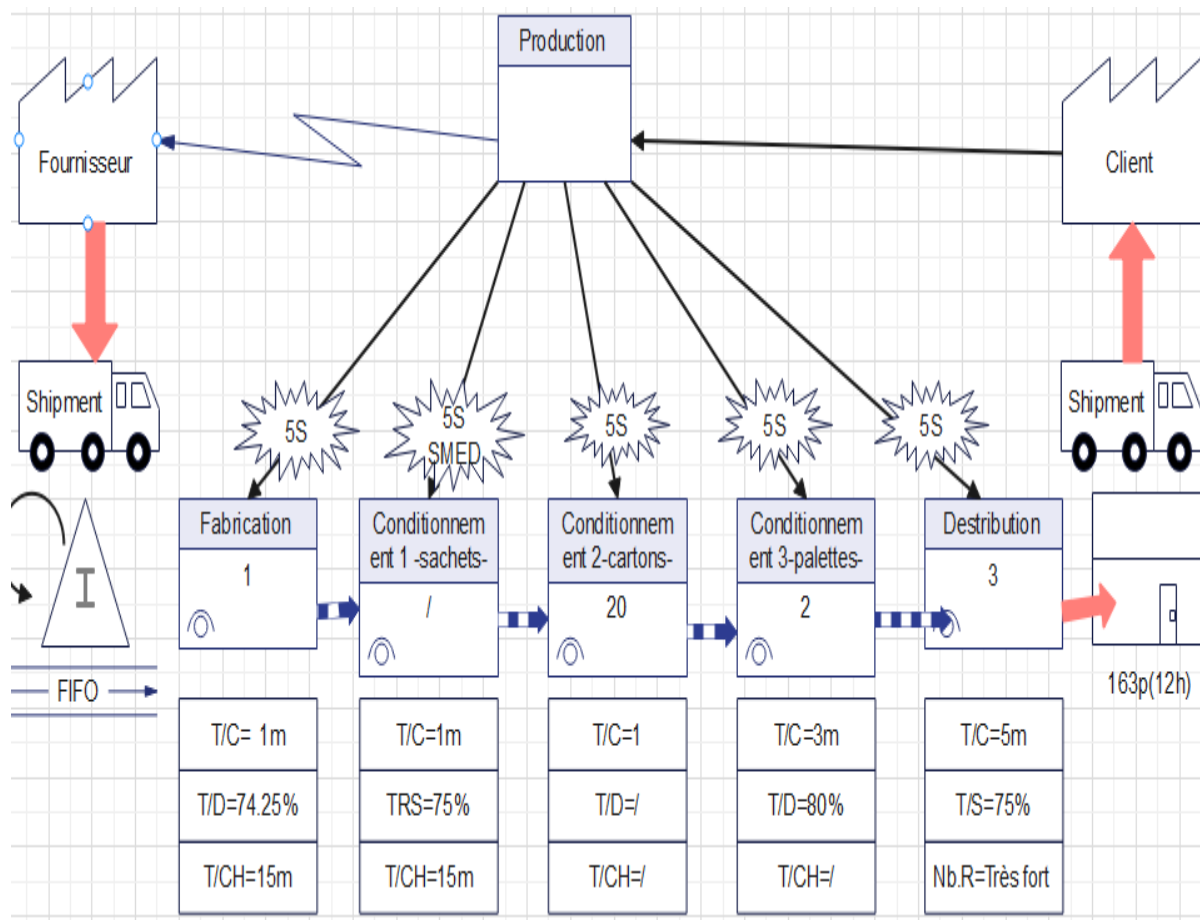 Production
Fournisseur
Client
Shipment
Shipment
5S
5S
SMED
5S
5S
5S
Fabrication
1
Conditionnem
ent 1 -sachets-
/
Conditionnem
ent 2-cartons-
20
Conditionnem
ent 3-palettes-
2
Destribution
3
I
FIFO
163p(12h)
T/C= 1m
T/C=1m
T/C=1
T/C=3m
T/C=5m
T/D=74.25%
TRS=75%
T/D=/
T/D=80%
T/S=75%
T/CH=15m
T/CH=15m
T/CH=/
T/CH=/
Nb.R=Très fort